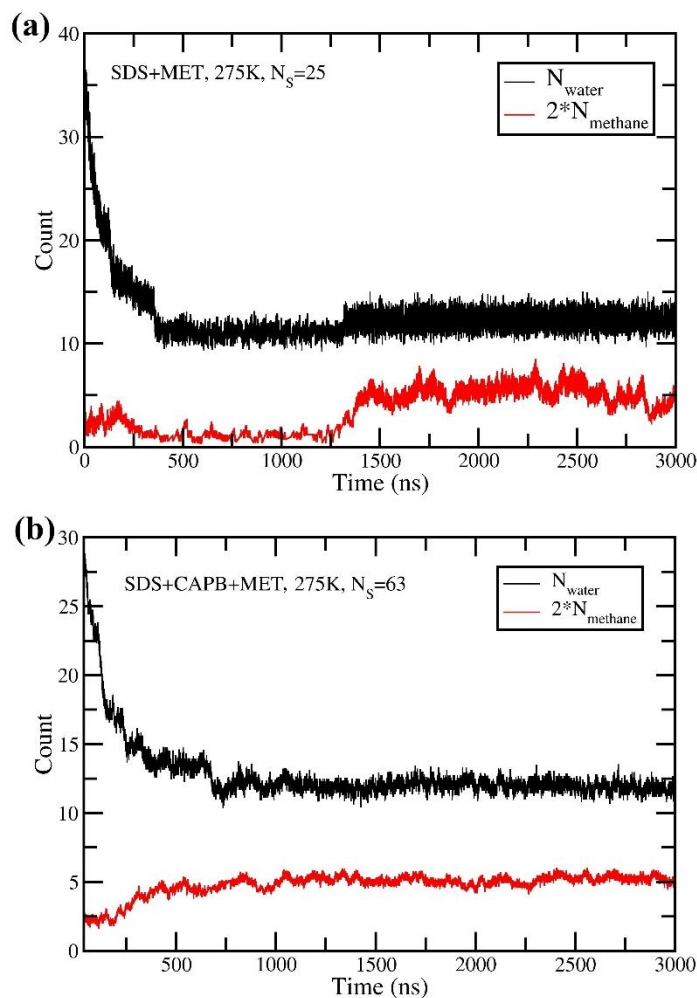 (a)
40
SDS+MET, 275K, N_S=25
N_water
2*N_methane
30
Count
20
10
0
0 500 1000 1500 2000 2500 3000
Time (ns)
(b)
30
SDS+CAPB+MET, 275K, N_S=63
N_water
2*N_methane
25
20
Count
15
10
5
0
500 1000 1500 2000 2500 3000
Time (ns)